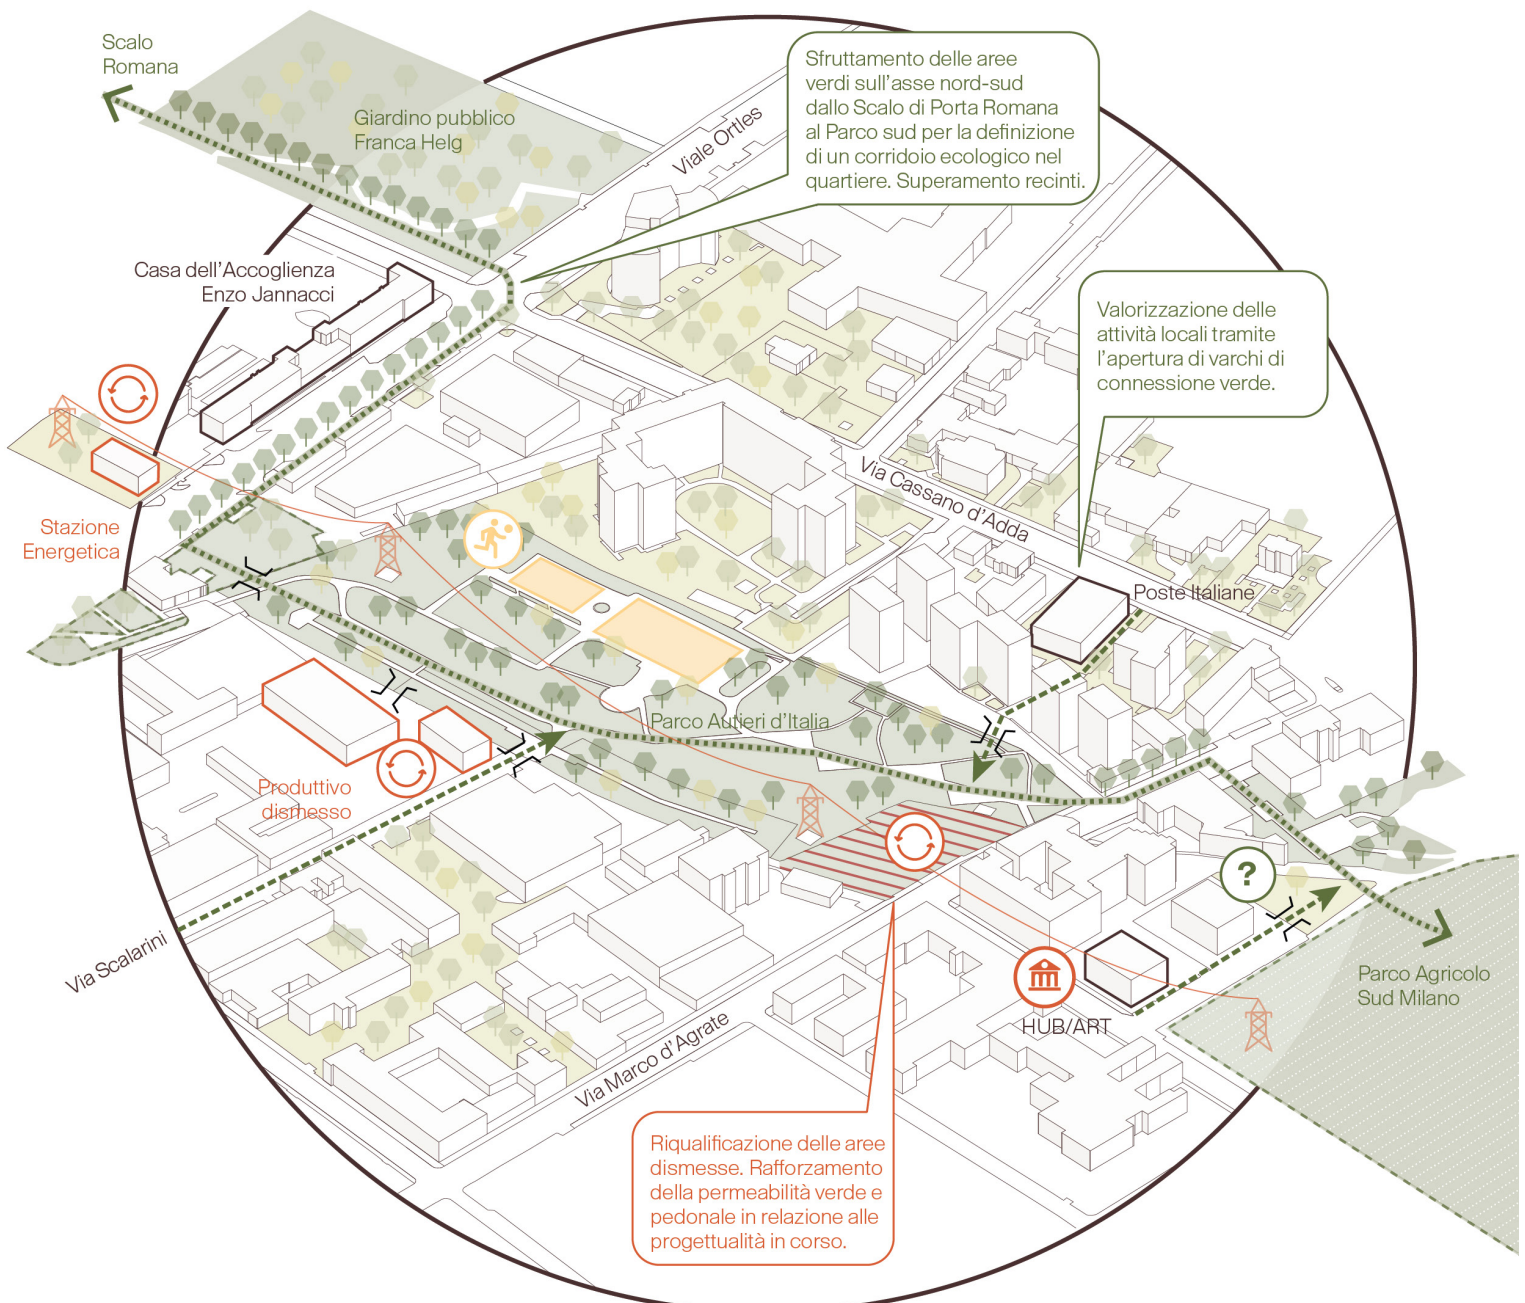 Scalo
Romana
Giardino pubblico
Franca Helg
Viale Ortles
Sfruttamento delle aree
verdi sull'asse nord-sud
dallo Scalo di Porta Romana
al Parco sud per la definizione
di un corridoio ecologico nel
quartiere. Superamento recinti.
Casa dell'Accoglienza
Enzo Jannacci
Valorizzazione delle
attività locali tramite
l'apertura di varchi di
connessione verde.
Via Cassano d'Adda
Stazione
Energetica
Poste Italiane
Parco Autieri d'Italia
Produttivo
dismesso
?
Via Scalarini
Parco Agricolo
Sud Milano
HUB/ART
Via Marco d'Agrate
Riqualificazione delle aree
dismesse. Rafforzamento
della permeabilità verde e
pedonale in relazione alle
progettualità in corso.